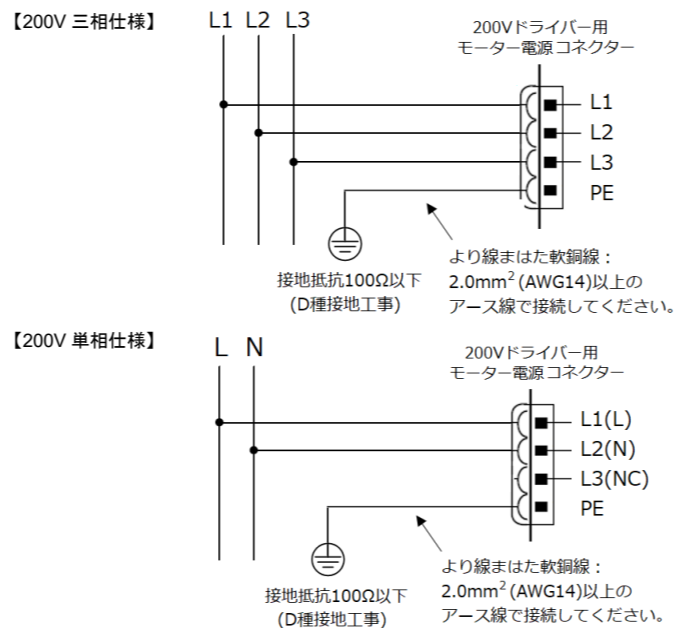 【200V 三相仕様】
L1 L2 L3
200Vドライバー用
モーター電源コネクター
L1
L2
L3
PE
接地抵抗100Ω以下
(D種接地工事)
より線まはた軟銅線：
2.0mm²(AWG14)以上の
アース線で接続してください。
【200V 単相仕様】
L N
200Vドライバー用
モーター電源コネクター
L1(L)
L2(N)
L3(NC)
PE
接地抵抗100Ω以下
(D種接地工事)
より線まはた軟銅線：
2.0mm²(AWG14)以上の
アース線で接続してください。